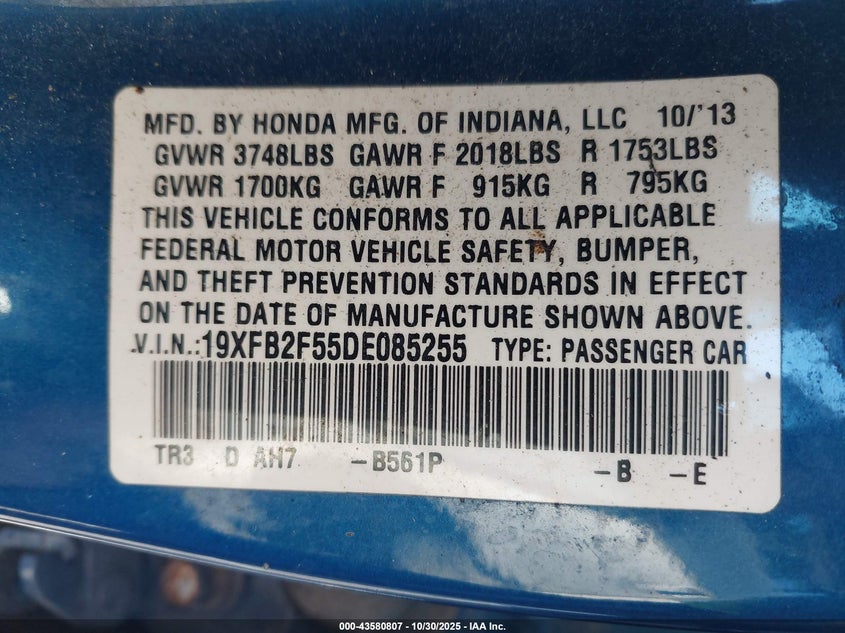 MFD. BY HONDA MFG. OF INDIANA, LLC 10/'13
GVWR 3748LBS GAWR F 2018LBS R 1753LBS
GVWR 1700KG GAWR F 915KG R 795KG
THIS VEHICLE CONFORMS TO ALL APPLICABLE
FEDERAL MOTOR VEHICLE SAFETY, BUMPER,
AND THEFT PREVENTION STANDARDS IN EFFECT
ON THE DATE OF MANUFACTURE SHOWN ABOVE.
V.I.N.:19XFB2F55DE085255 TYPE: PASSENGER CAR
TR3 D AH7 -B561P -B -E
000-43580807 - 10/30/2025 - IAA Inc.